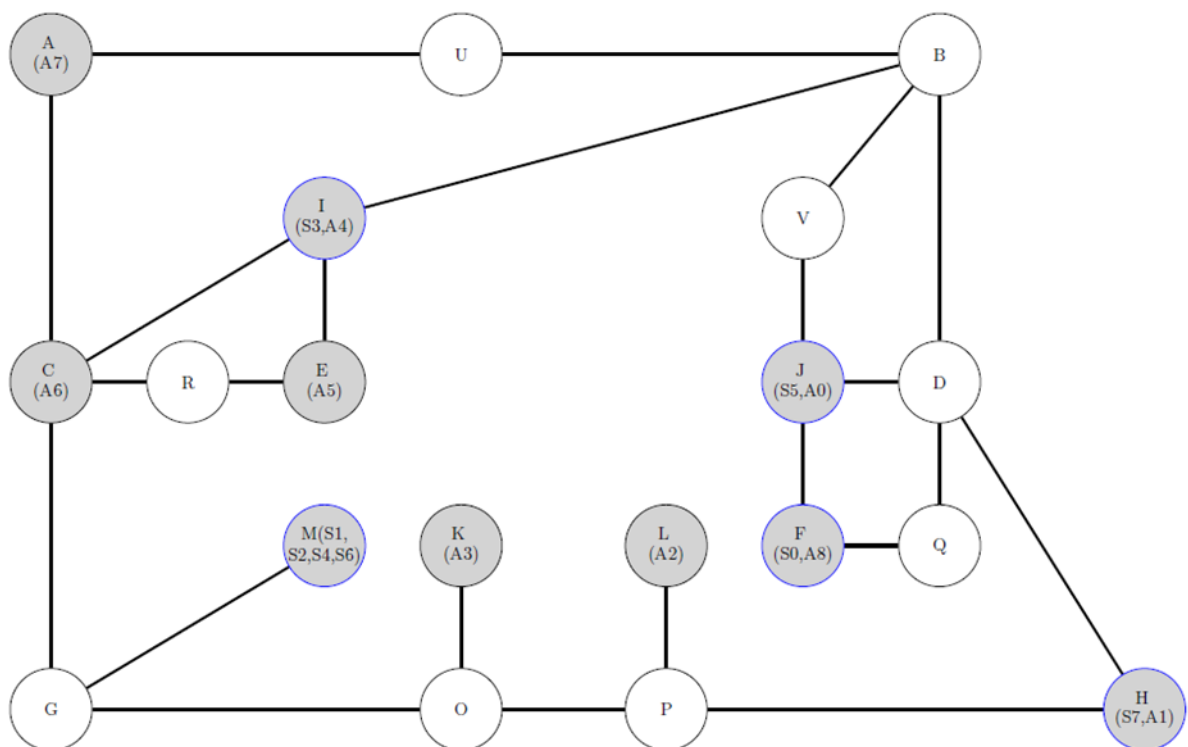 A
(A7)
U
B
I
(S3,A4)
V
C
(A6)
R
E
(A5)
J
(S5,A0)
D
M(S1,
S2,S4,S6)
K
(A3)
L
(A2)
F
(S0,A8)
Q
G
O
P
H
(S7,A1)